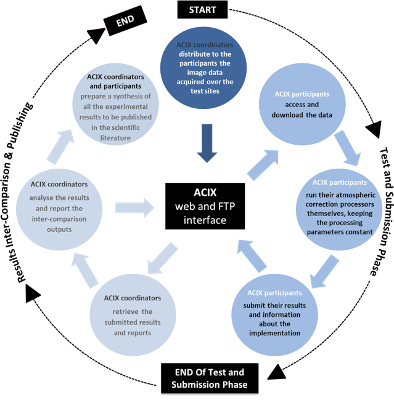 START
END
ACIX coordinators
distribute to the
participants the
image data
acquired over the
test sites
ACIX participants
access and
download the data
ACIX participants
run their atmospheric
correction processors
themselves, keeping
the processing
parameters constant
ACIX participants
submit their results
and information
about the
implementation
ACIX
web and FTP
interface
ACIX coordinators
retrieve the
submitted results
and reports
ACIX coordinators
analyse the results
and report the
inter-comparison
outputs
ACIX coordinators
and participants
prepare a synthesis of
all the experimental
results to be published
in the scientific
literature
Test and Submission Phase
END Of Test and
Submission Phase
Results Inter-Comparison & Publishing